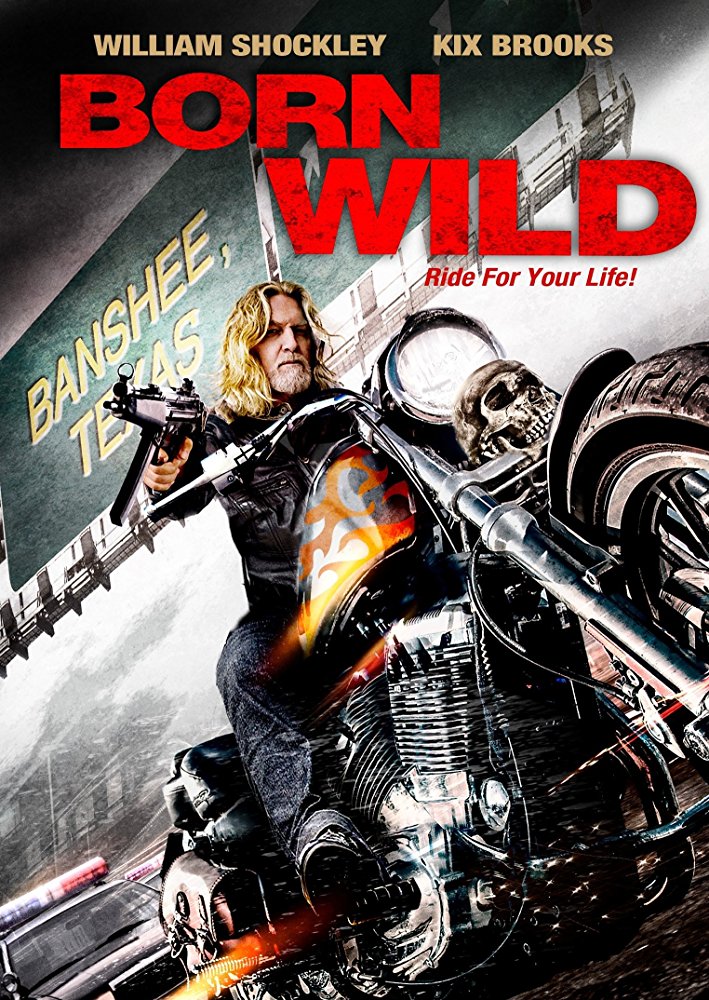 WILLIAM SHOCKLEY KIX BROOKS
BORN
WILD
Ride For Your Life!
BANSHEE,
TEXAS